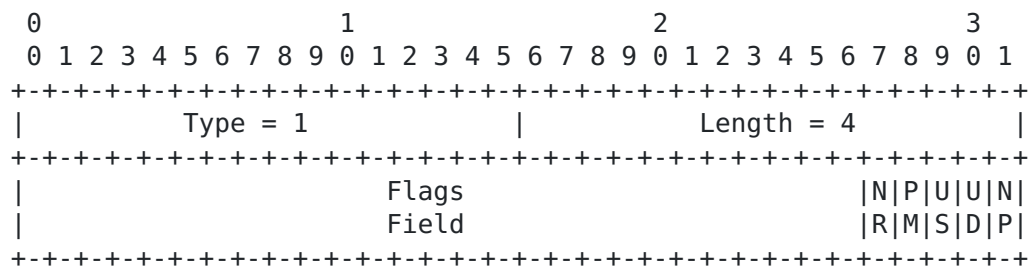 0                   1                   2                   3
 0 1 2 3 4 5 6 7 8 9 0 1 2 3 4 5 6 7 8 9 0 1 2 3 4 5 6 7 8 9 0 1
+-+-+-+-+-+-+-+-+-+-+-+-+-+-+-+-+-+-+-+-+-+-+-+-+-+-+-+-+-+-+-+-+
|          Type = 1             |           Length = 4          |
+-+-+-+-+-+-+-+-+-+-+-+-+-+-+-+-+-+-+-+-+-+-+-+-+-+-+-+-+-+-+-+-+
|                       Flags                         |N|P|U|U|N|
|                       Field                         |R|M|S|D|P|
+-+-+-+-+-+-+-+-+-+-+-+-+-+-+-+-+-+-+-+-+-+-+-+-+-+-+-+-+-+-+-+-+